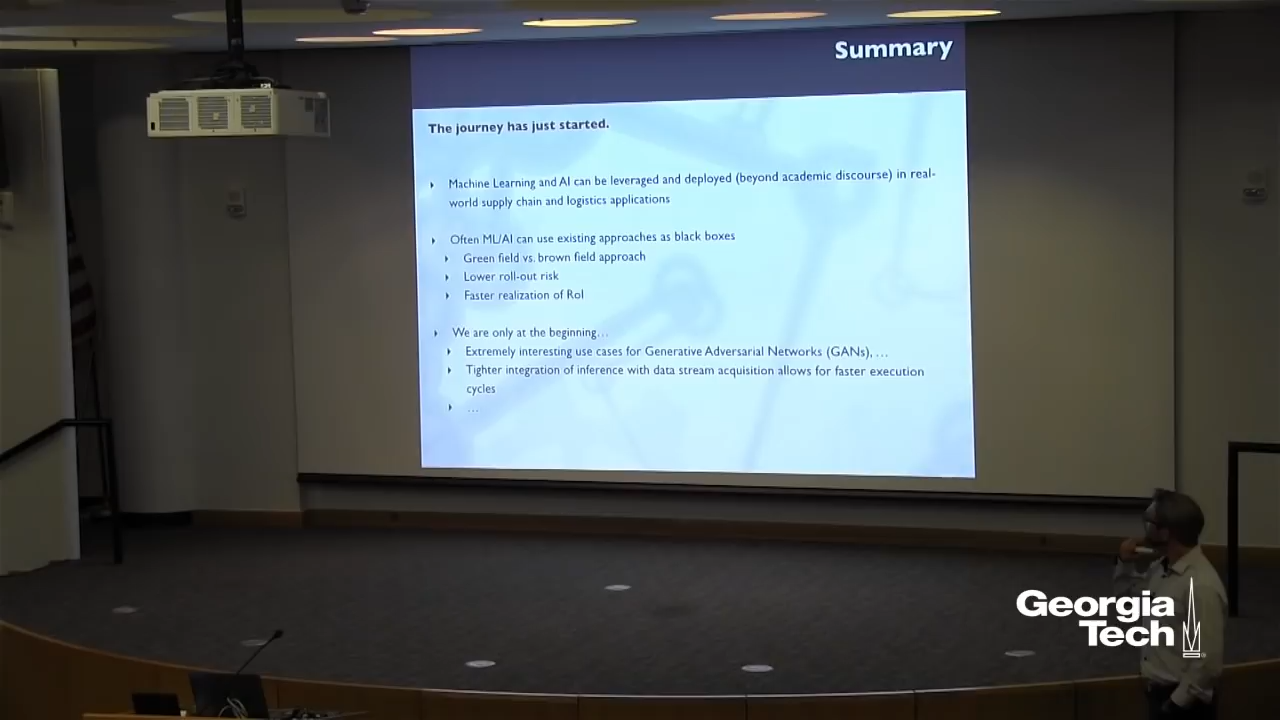 Summary
The journey has just started.
Machine Learning and AI can be leveraged and deployed (beyond academic discourse) in real-
world supply chain and logistics applications
Often ML/AI can use existing approaches as black boxes
Green field vs. brown field approach
Lower roll-out risk
Faster realization of RoI
We are only at the beginning…
Extremely interesting use cases for Generative Adversarial Networks (GANs), …
Tighter integration of inference with data stream acquisition allows for faster execution
cycles
…
Georgia
Tech